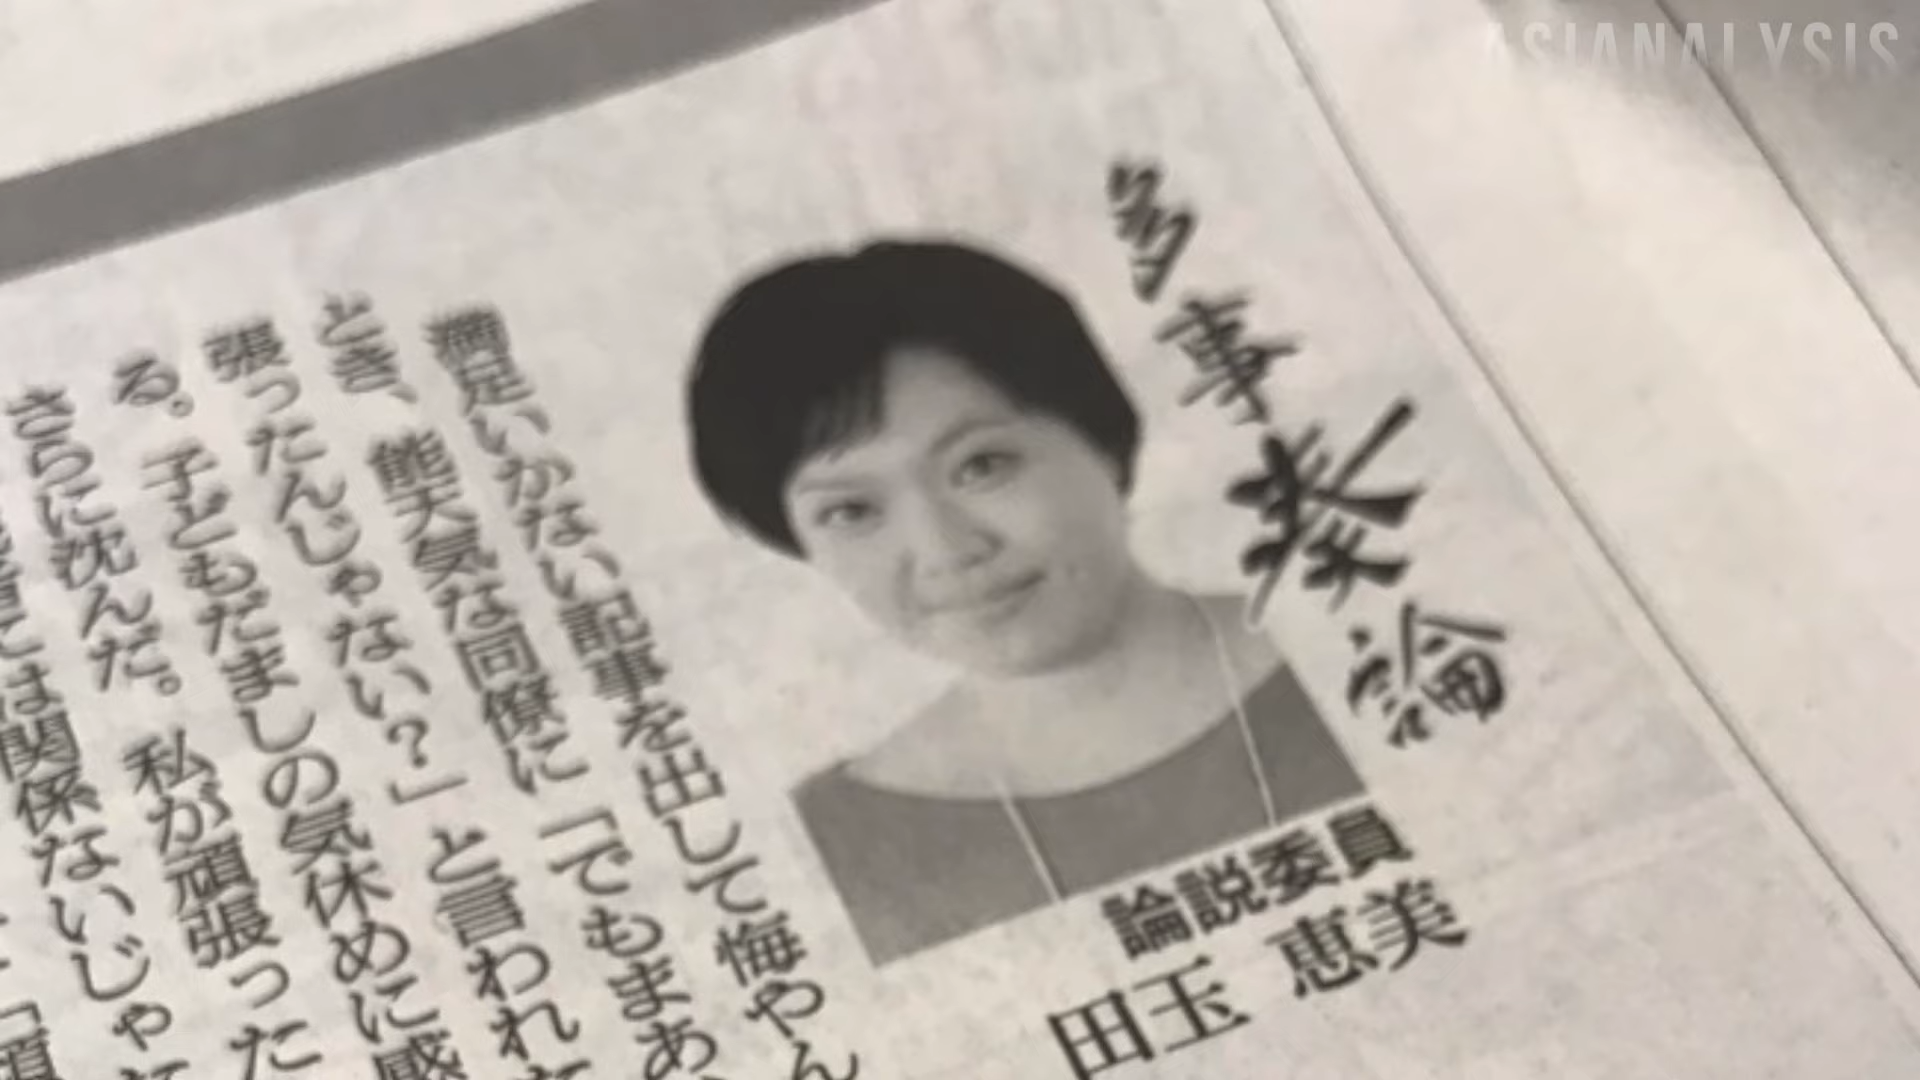 ASIANALYSIS
多事奏論
論説委員
田玉 恵美
満足いかない記事を出して悔やん
とき、能天気な同僚に「でもまあ、
張ったんじゃない？」と言われた
る。子どもだましの気休めに感
さらに沈んだ。私が頑張った
は関係ないじゃ